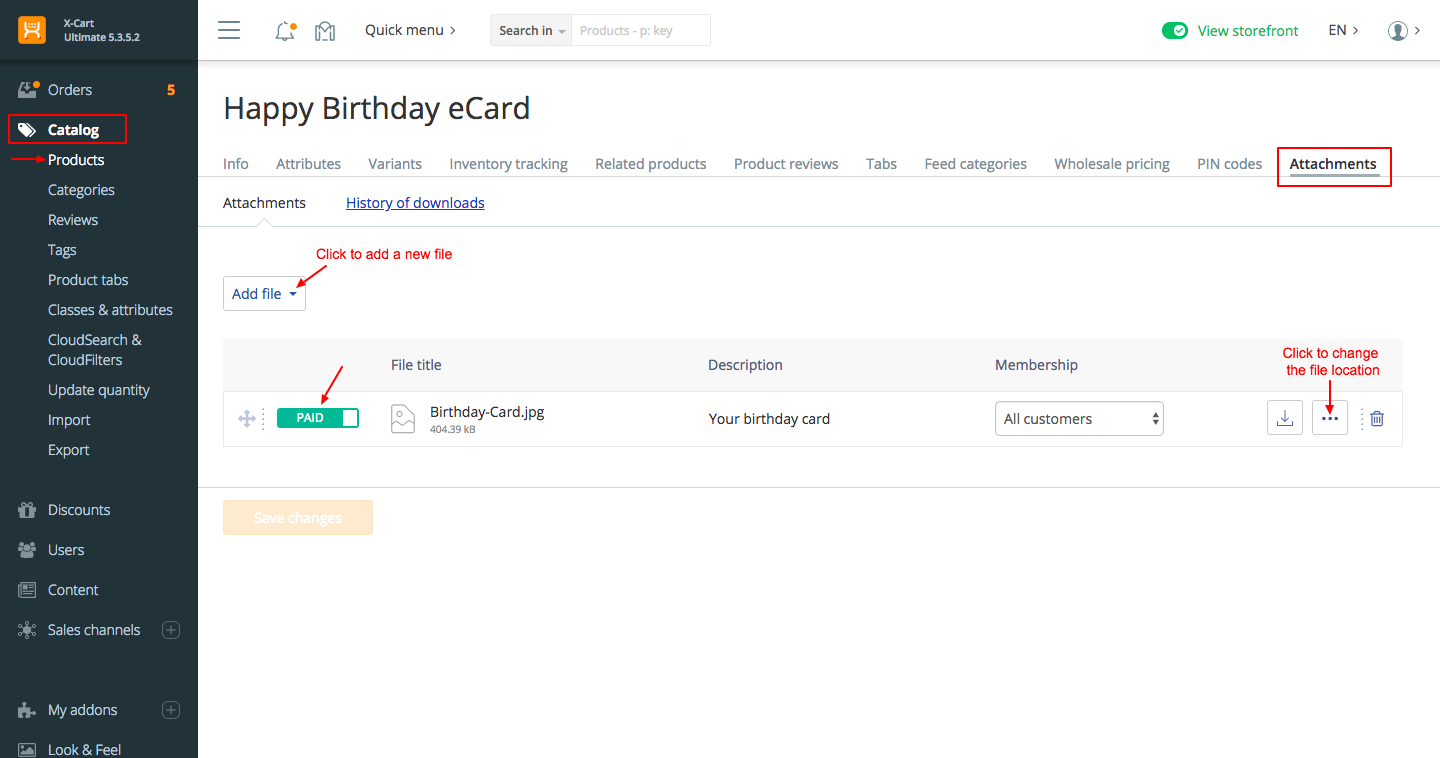 X-Cart
Ultimate 5.3.5.2
Quick menu
Search in
Products - p: key
View storefront
EN
Orders
5
Catalog
Products
Categories
Reviews
Tags
Product tabs
Classes & attributes
CloudSearch &
CloudFilters
Update quantity
Import
Export
Discounts
Users
Content
Sales channels
My addons
Look & Feel
Happy Birthday eCard
Info Attributes Variants Inventory tracking Related products Product reviews Tabs Feed categories Wholesale pricing PIN codes Attachments
Attachments History of downloads
Click to add a new file
Add file
File title Description Membership
Click to change
the file location
PAID
Birthday-Card.jpg
404.39 kB
Your birthday card
All customers
Save changes